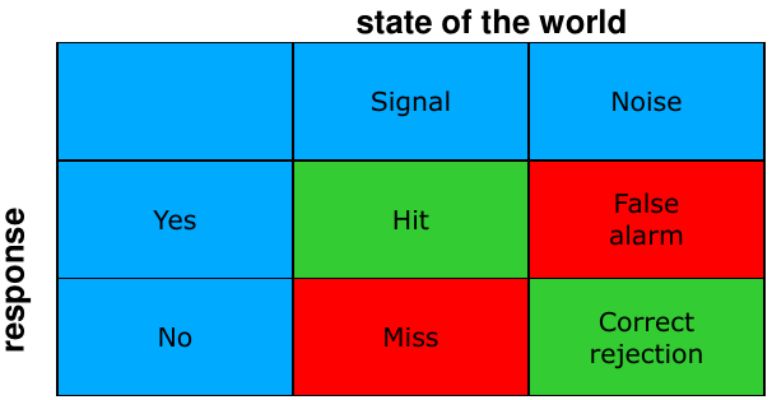 state of the world
Signal
Noise
response
Yes
Hit
False
alarm
No
Miss
Correct
rejection